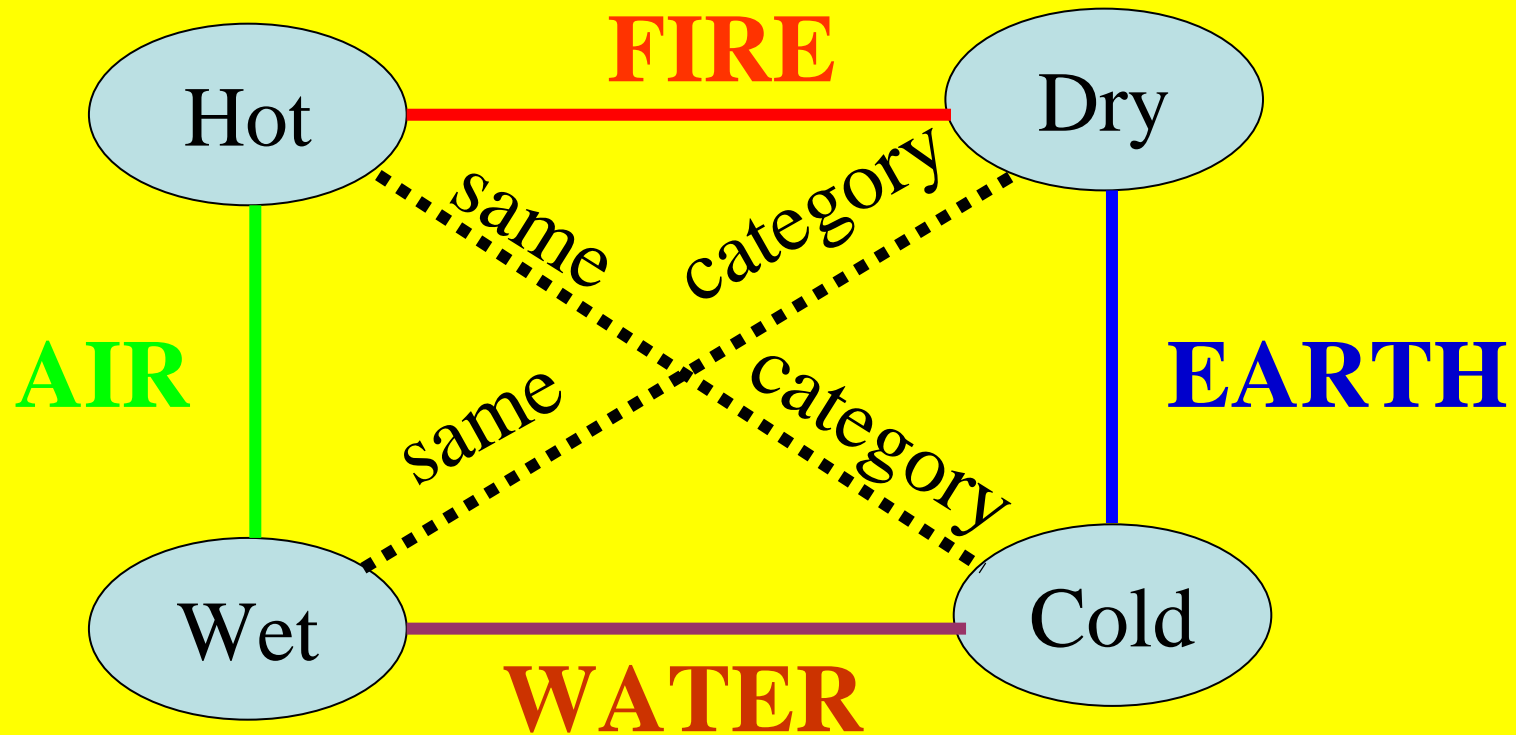 FIRE
Hot
Dry
same
category
AIR
EARTH
same
category
Wet
Cold
WATER